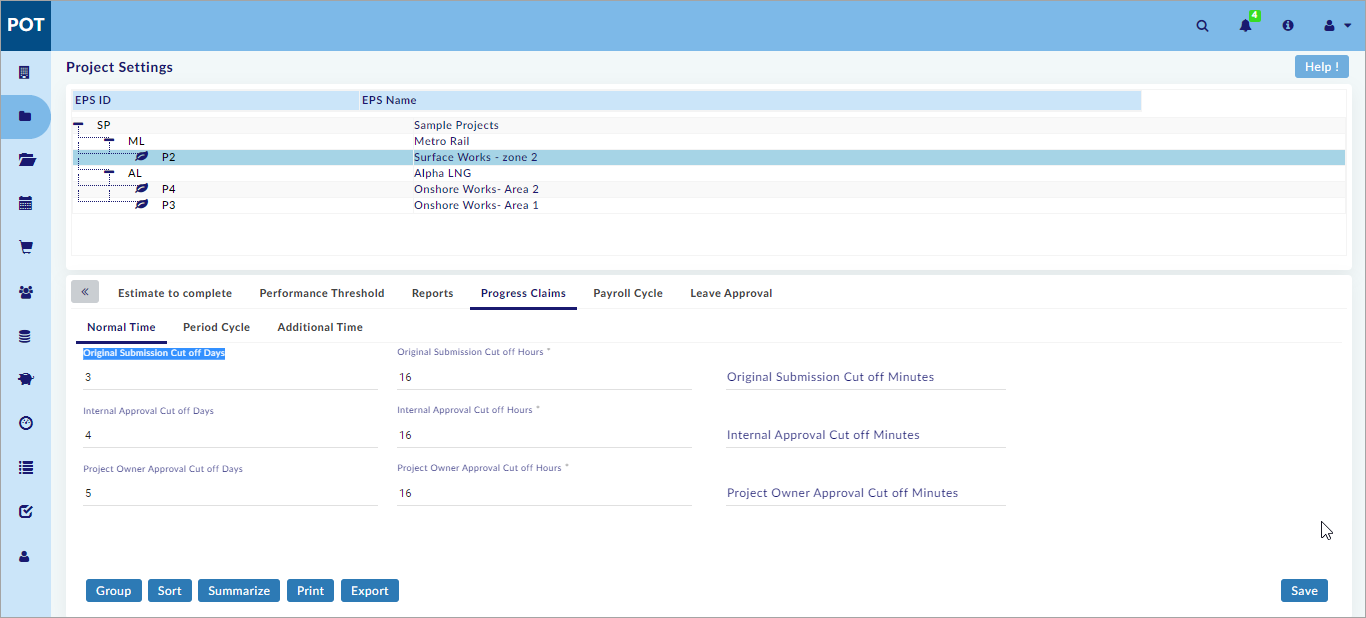 POT
4
Project Settings
Help !
EPS ID EPS Name
SP Sample Projects
ML Metro Rail
P2 Surface Works - zone 2
AL Alpha LNG
P4 Onshore Works- Area 2
P3 Onshore Works- Area 1
« Estimate to complete Performance Threshold Reports Progress Claims Payroll Cycle Leave Approval
Normal Time Period Cycle Additional Time
Original Submission Cut off Days Original Submission Cut off Hours *
3 16 Original Submission Cut off Minutes
Internal Approval Cut off Days Internal Approval Cut off Hours *
4 16 Internal Approval Cut off Minutes
Project Owner Approval Cut off Days Project Owner Approval Cut off Hours *
5 16 Project Owner Approval Cut off Minutes
Group Sort Summarize Print Export Save